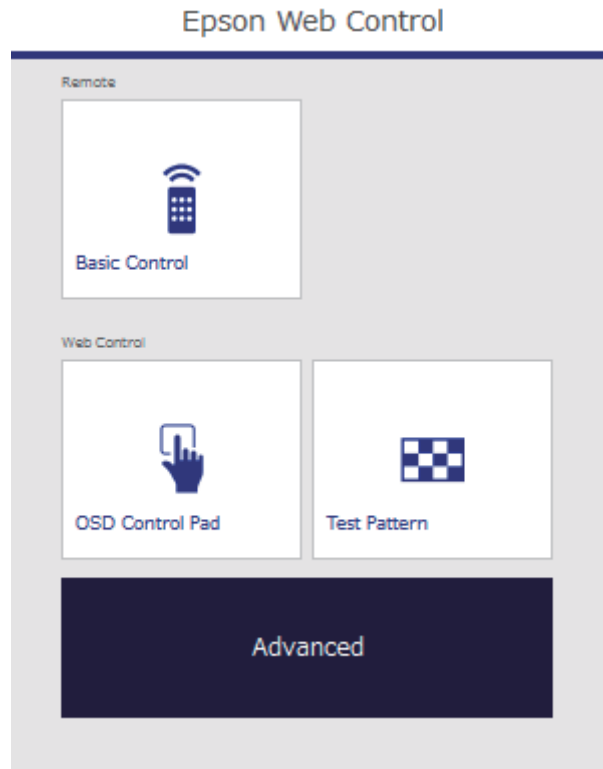 Epson Web Control
Remote
Basic Control
Web Control
OSD Control Pad
Test Pattern
Advanced